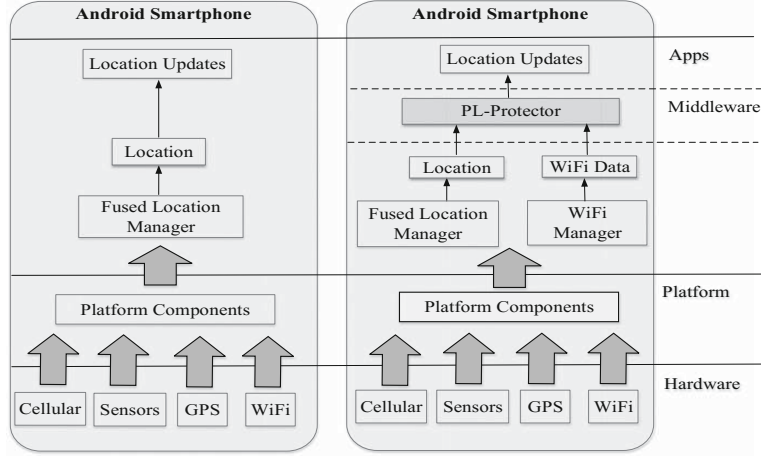 Android Smartphone
Location Updates
Location
Fused Location
Manager
Platform Components
Cellular
Sensors
GPS
WiFi
Android Smartphone
Location Updates
PL-Protector
Location
WiFi Data
Fused Location
Manager
WiFi
Manager
Platform Components
Cellular
Sensors
GPS
WiFi
Apps
Middleware
Platform
Hardware